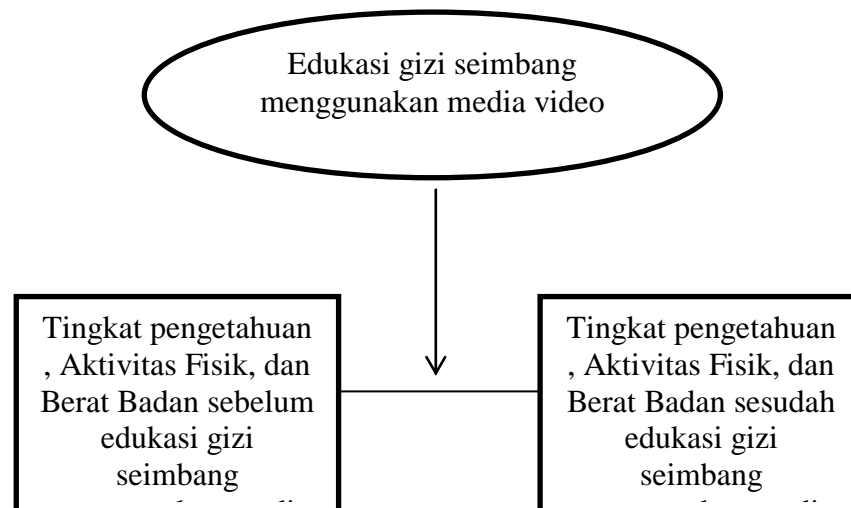 Edukasi gizi seimbang
menggunakan media video
Tingkat pengetahuan
, Aktivitas Fisik, dan
Berat Badan sebelum
edukasi gizi
seimbang
Tingkat pengetahuan
, Aktivitas Fisik, dan
Berat Badan sesudah
edukasi gizi
seimbang